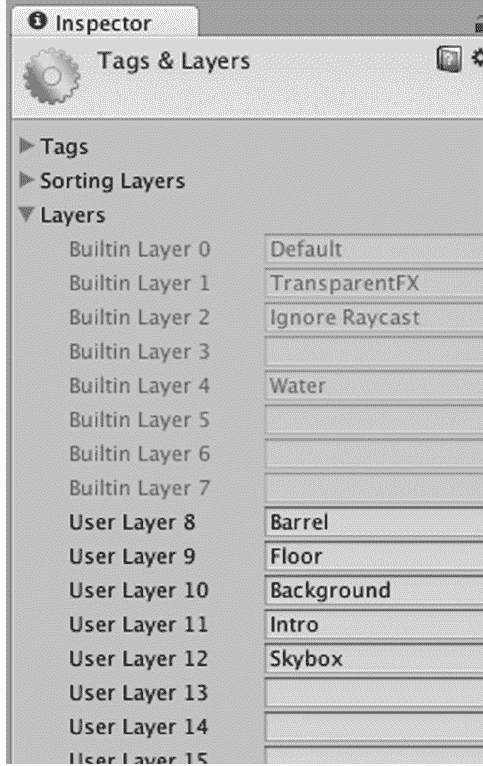 Inspector
Tags & Layers
Tags
Sorting Layers
Layers
Builtin Layer 0 Default
Builtin Layer 1 TransparentFX
Builtin Layer 2 Ignore Raycast
Builtin Layer 3
Builtin Layer 4 Water
Builtin Layer 5
Builtin Layer 6
Builtin Layer 7
User Layer 8 Barrel
User Layer 9 Floor
User Layer 10 Background
User Layer 11 Intro
User Layer 12 Skybox
User Layer 13
User Layer 14
User Layer 15